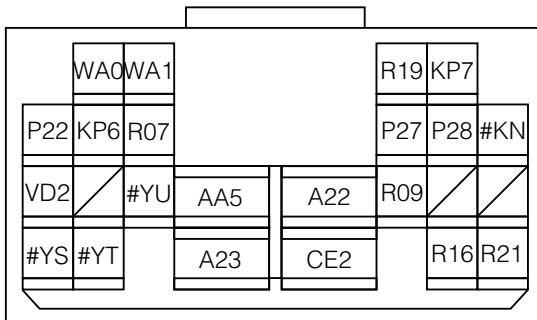 WA0 WA1 R19 KP7
P22 KP6 R07 P27 P28 #KN
VD2 #YU AA5 A22 R09
#YS #YT A23 CE2 R16 R21